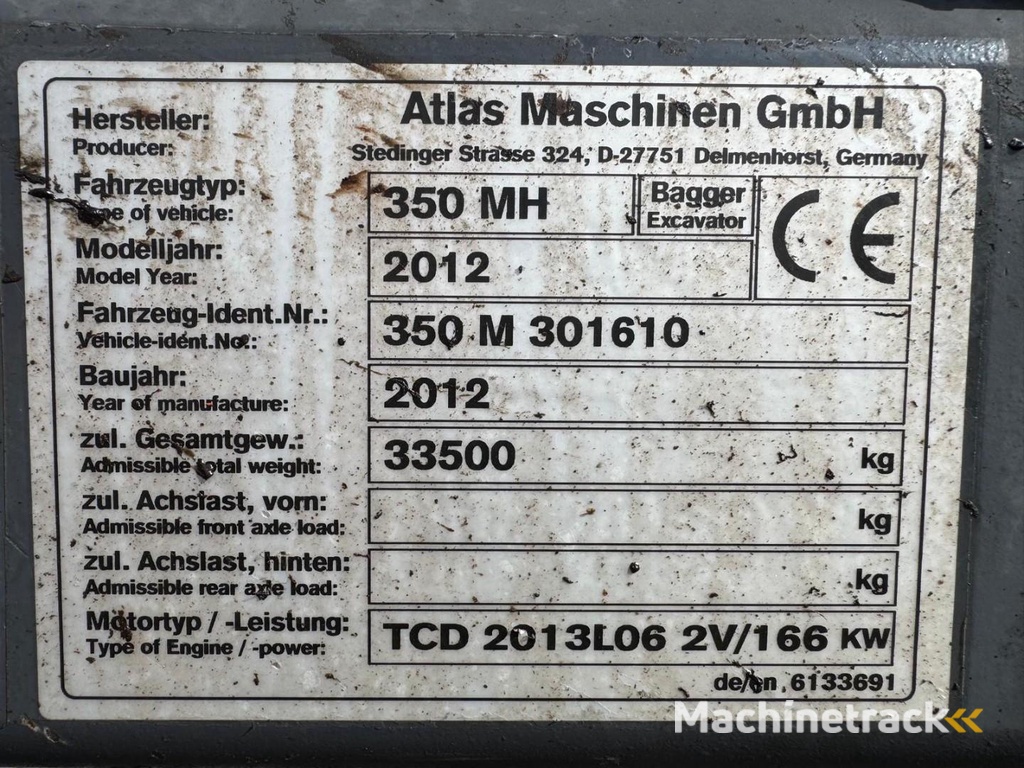 Hersteller: Atlas Maschinen GmbH
Producer: Stedinger Strasse 324, D-27751 Delmenhorst, Germany
Fahrzeugtyp: 350 MH Bagger
Type of vehicle: Excavator
CE
Modelljahr: 2012
Model Year:
Fahrzeug-Ident.Nr.: 350 M 301610
Vehicle-ident.No.:
Baujahr: 2012
Year of manufacture:
zul. Gesamtgew.: 33500 kg
Admissible total weight:
zul. Achslast, vorn: kg
Admissible front axle load:
zul. Achslast, hinten: kg
Admissible rear axle load:
Motortyp / -Leistung: TCD 2013L06 2V/166 KW
Type of Engine / -power:
de/en 6133691
Machinetrack